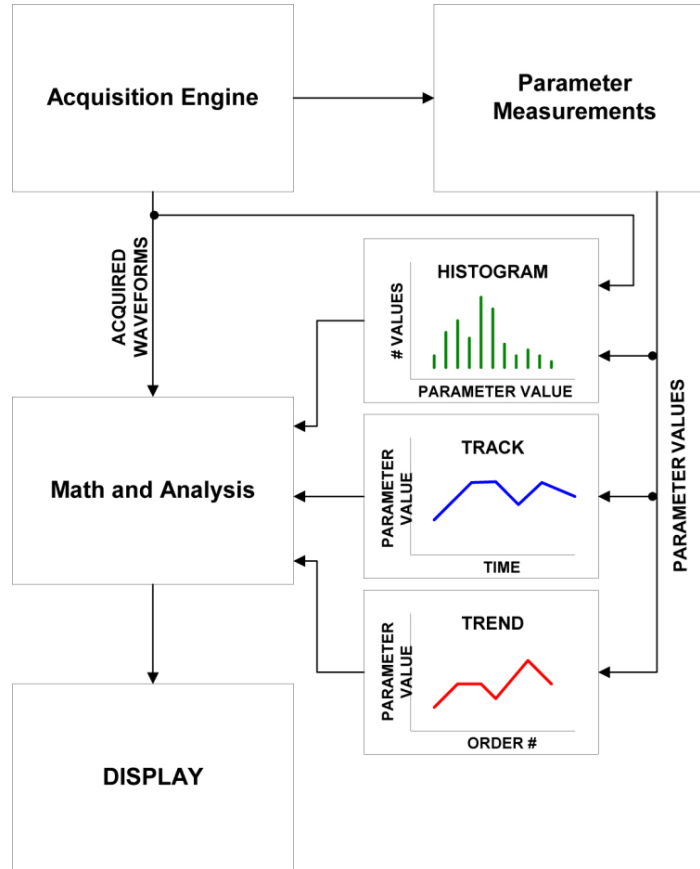 Acquisition Engine
Parameter
Measurements
ACQUIRED
WAVEFORMS
HISTOGRAM
# VALUES
PARAMETER VALUE
PARAMETER VALUES
Math and Analysis
TRACK
PARAMETER
VALUE
TIME
TREND
PARAMETER
VALUE
ORDER #
DISPLAY